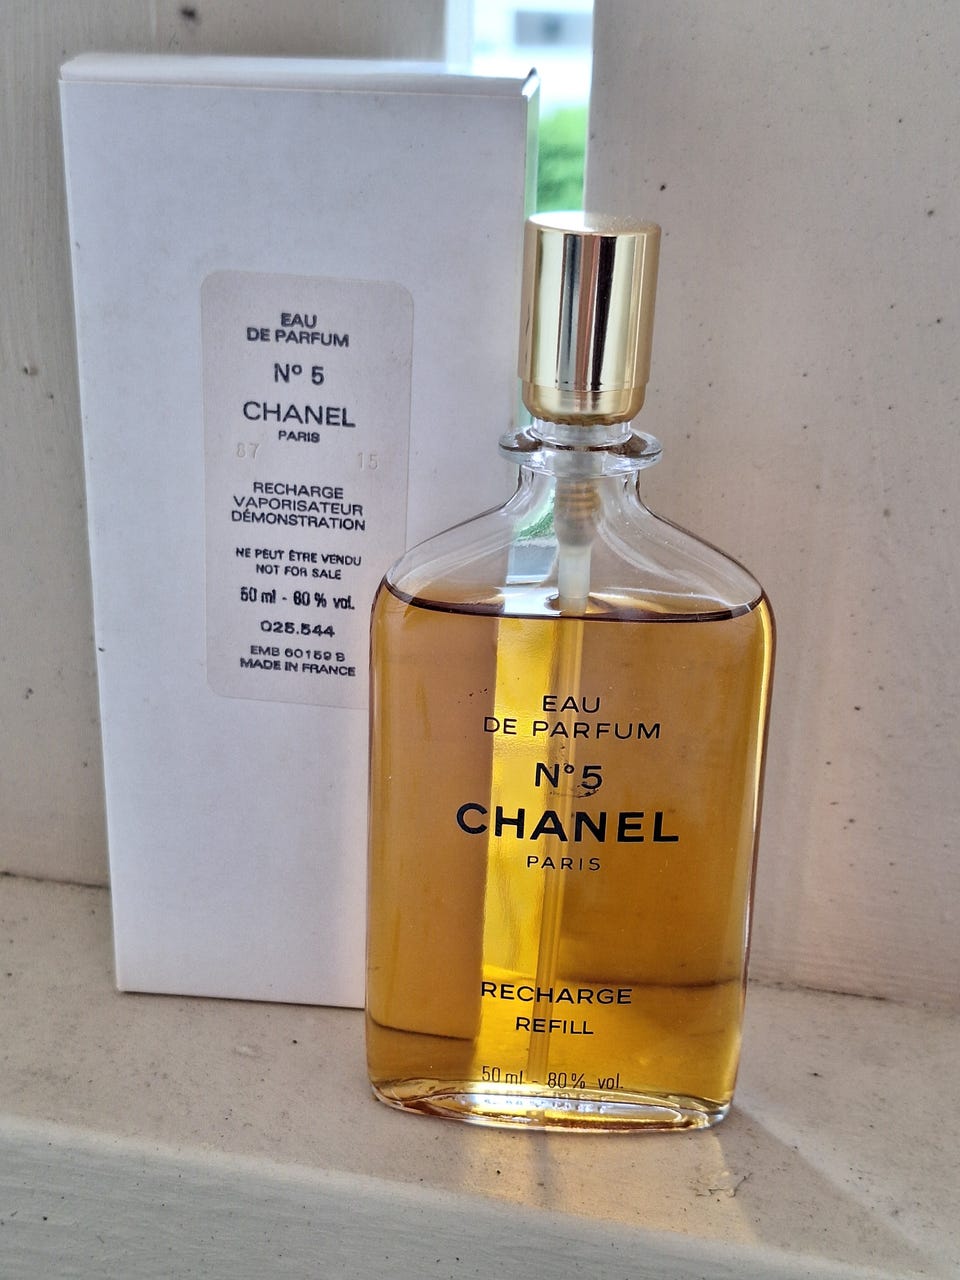 EAU
DE PARFUM
Nº 5
CHANEL
PARIS
87 15
RECHARGE
VAPORISATEUR
DÉMONSTRATION
NE PEUT ÊTRE VENDU
NOT FOR SALE
50 ml - 80 % vol.
025.544
EMB 60159 B
MADE IN FRANCE
EAU
DE PARFUM
N° 5
CHANEL
PARIS
RECHARGE
REFILL
50 ml - 80% vol.